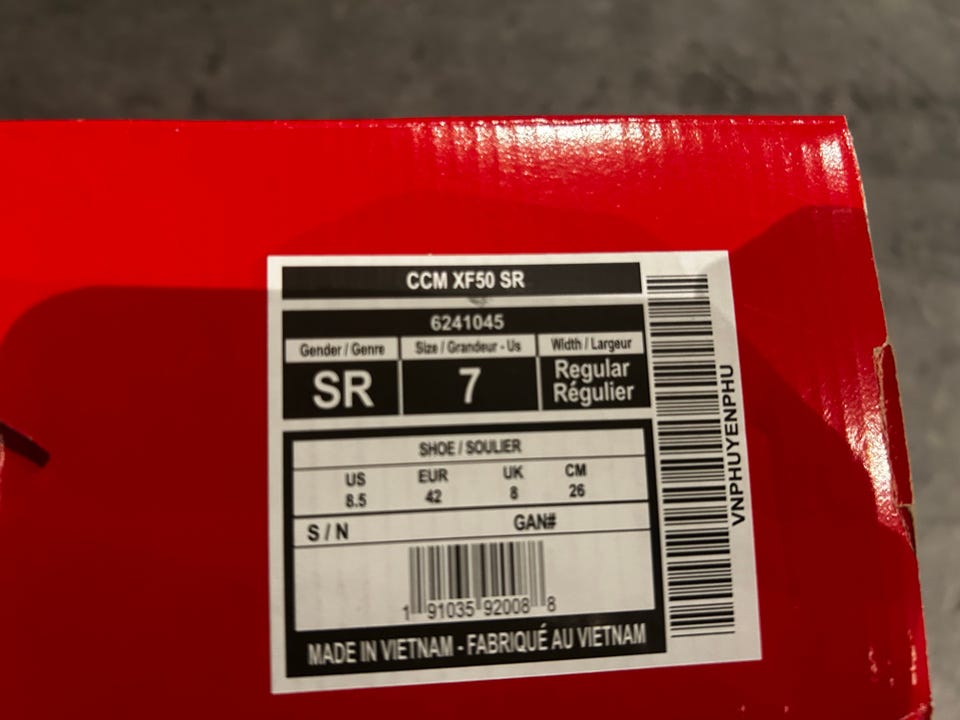 CCM XF50 SR
6241045
Gender / Genre Size / Grandeur - Us Width / Largeur
SR 7 Regular
Régulier
SHOE / SOULIER
US EUR UK CM
8.5 42 8 26
S / N GAN#
1 91035 92008 8
MADE IN VIETNAM - FABRIQUÉ AU VIETNAM
VNPHUYENPHU